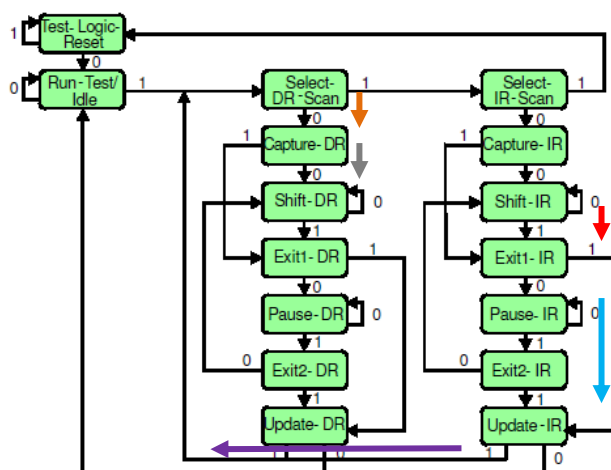 Test- Logic-
Reset
1
0
Run -Test/
Idle
0
1
Select-
DR -Scan
1
Select-
IR-Scan
1
0
0
1
Capture- DR
1
Capture- IR
0
0
Shift- DR
0
Shift- IR
0
1
1
Exit1- DR
1
Exit1- IR
1
0
0
Pause- DR
0
Pause- IR
0
1
1
0
Exit2- DR
0
Exit2- IR
1
1
Update- DR
Update -IR
1
0
1
0